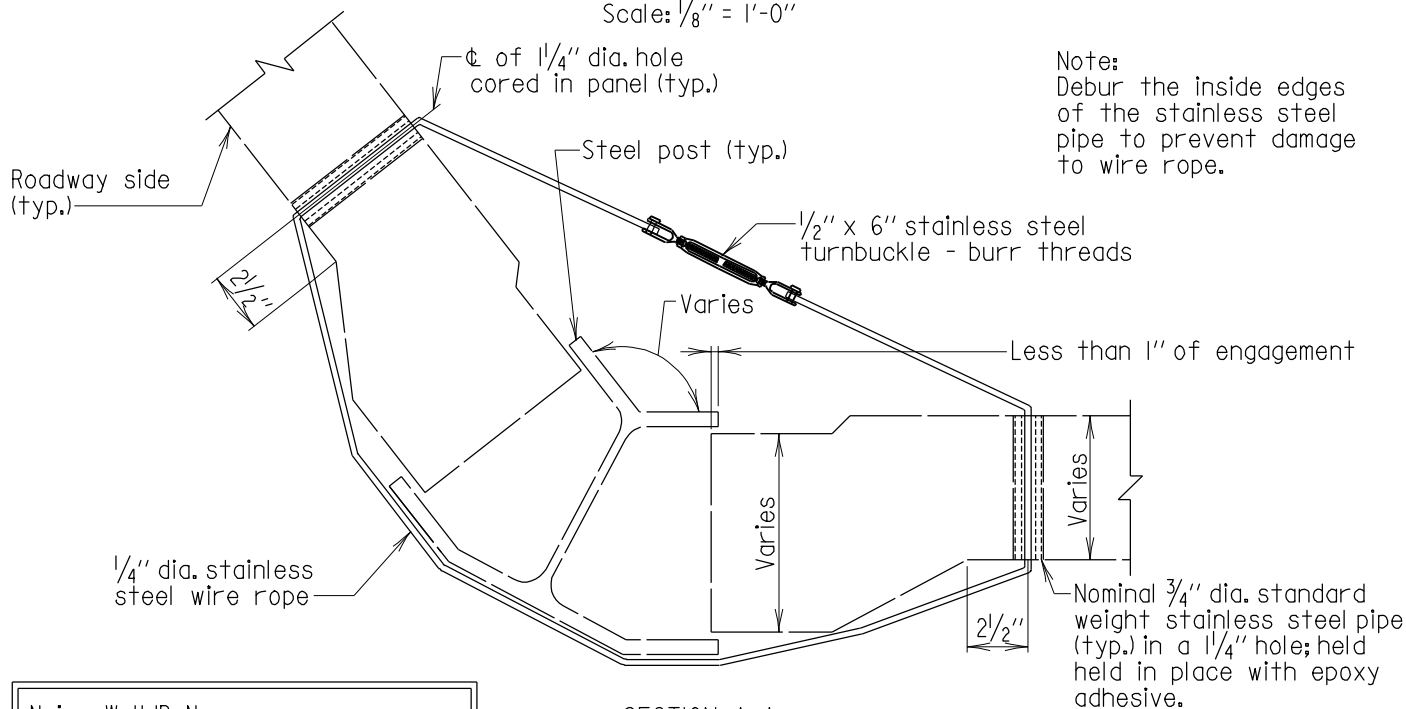 Scale: 1/8" = 1'-0"
℄ of 1 1/4" dia. hole
cored in panel (typ.)
Note:
Debur the inside edges
of the stainless steel
pipe to prevent damage
to wire rope.
Steel post (typ.)
Roadway side
(typ.)
1/2" x 6" stainless steel
turnbuckle - burr threads
2 1/2"
Varies
Less than 1" of engagement
Varies
Varies
1/4" dia. stainless
steel wire rope
Nominal 3/4" dia. standard
weight stainless steel pipe
(typ.) in a 1 1/4" hole; held
held in place with epoxy
adhesive.
2 1/2"